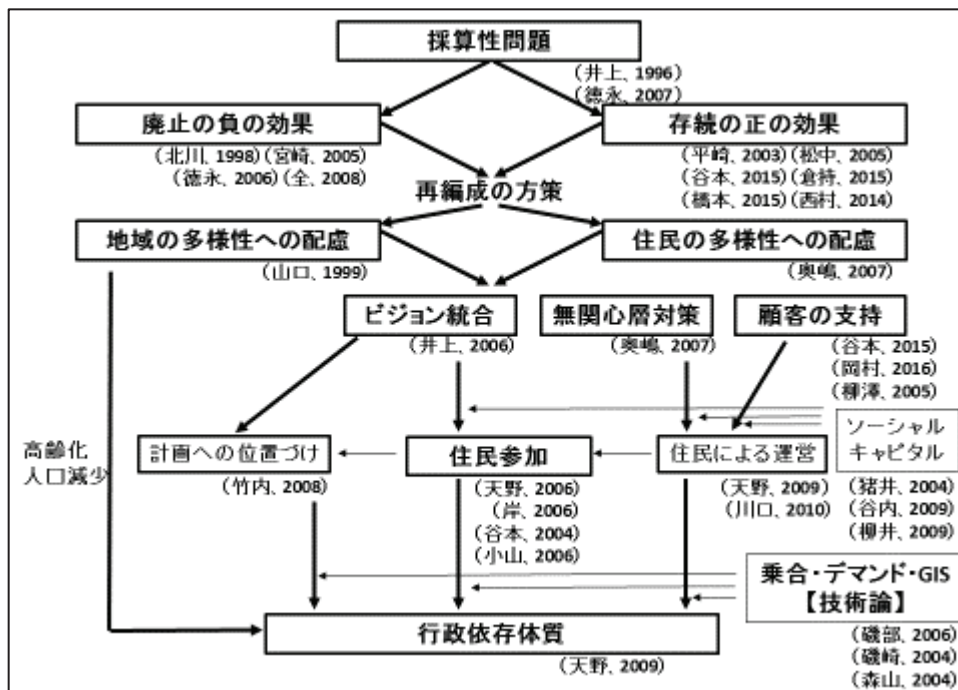 採算性問題
（井上、1996）
（徳永、2007）
廃止の負の効果
存続の正の効果
（北川、1998）（宮崎、2005）
（徳永、2006）（全、2008）
（平崎、2003）（松中、2005）
（谷本、2015）（倉持、2015）
（橋本、2015）（西村、2014）
再編成の方策
地域の多様性への配慮
住民の多様性への配慮
（山口、1999）
（奥嶋、2007）
ビジョン統合
無関心層対策
顧客の支持
（井上、2006）
（奥嶋、2007）
（谷本、2015）
（岡村、2016）
（柳澤、2005）
高齢化
人口減少
計画への位置づけ
住民参加
住民による運営
ソーシャル
キャピタル
（竹内、2008）
（天野、2006）
（岸、2006）
（谷本、2004）
（小山、2006）
（天野、2009）
（川口、2010）
（猪井、2004）
（谷内、2009）
（柳井、2009）
乗合・デマンド・GIS
【技術論】
（磯部、2006）
（磯崎、2004）
（森山、2004）
行政依存体質
（天野、2009）